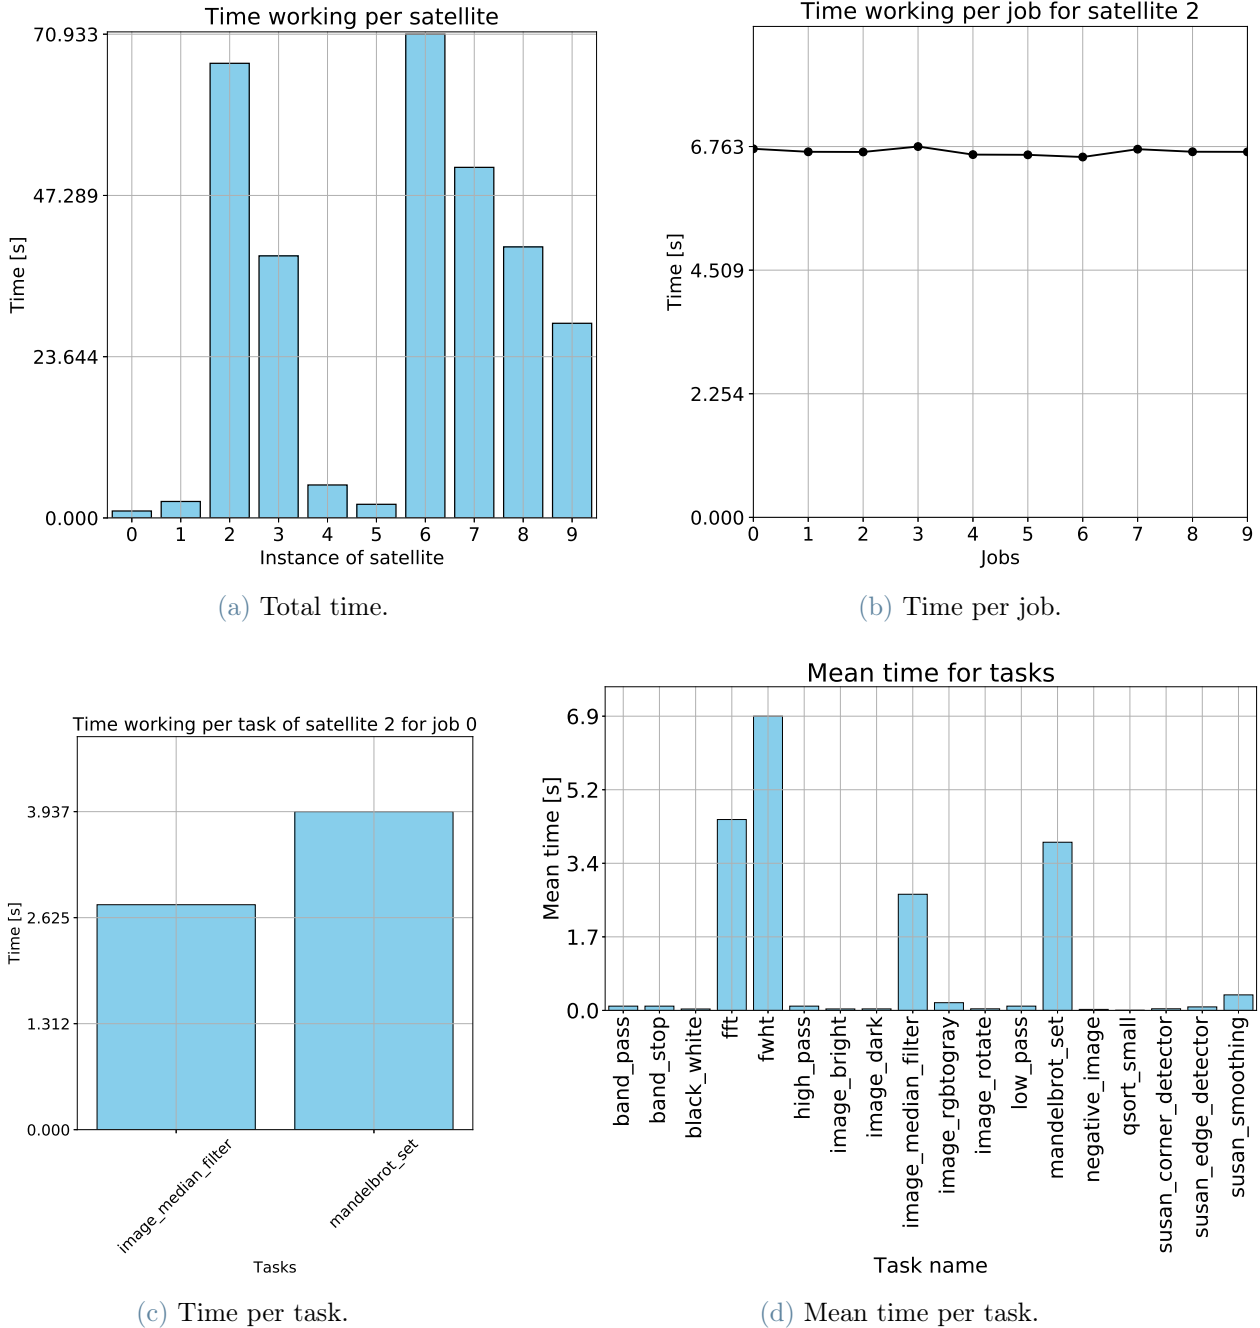 Time working per satellite
70.933
47.289
23.644
0.000
Time [s]
0 1 2 3 4 5 6 7 8 9
Instance of satellite
(a) Total time.
Time working per job for satellite 2
6.763
4.509
2.254
0.000
Time [s]
0 1 2 3 4 5 6 7 8 9
Jobs
(b) Time per job.
Time working per task of satellite 2 for job 0
3.937
2.625
1.312
0.000
Time [s]
image_median_filter
mandelbrot_set
Tasks
(c) Time per task.
Mean time for tasks
6.9
5.2
3.4
1.7
0.0
Mean time [s]
band_pass
band_stop
black_white
fft
fwht
high_pass
image_bright
image_dark
image_median_filter
image_rgbtogray
image_rotate
low_pass
mandelbrot_set
negative_image
qsort_small
susan_corner_detector
susan_edge_detector
susan_smoothing
Task name
(d) Mean time per task.